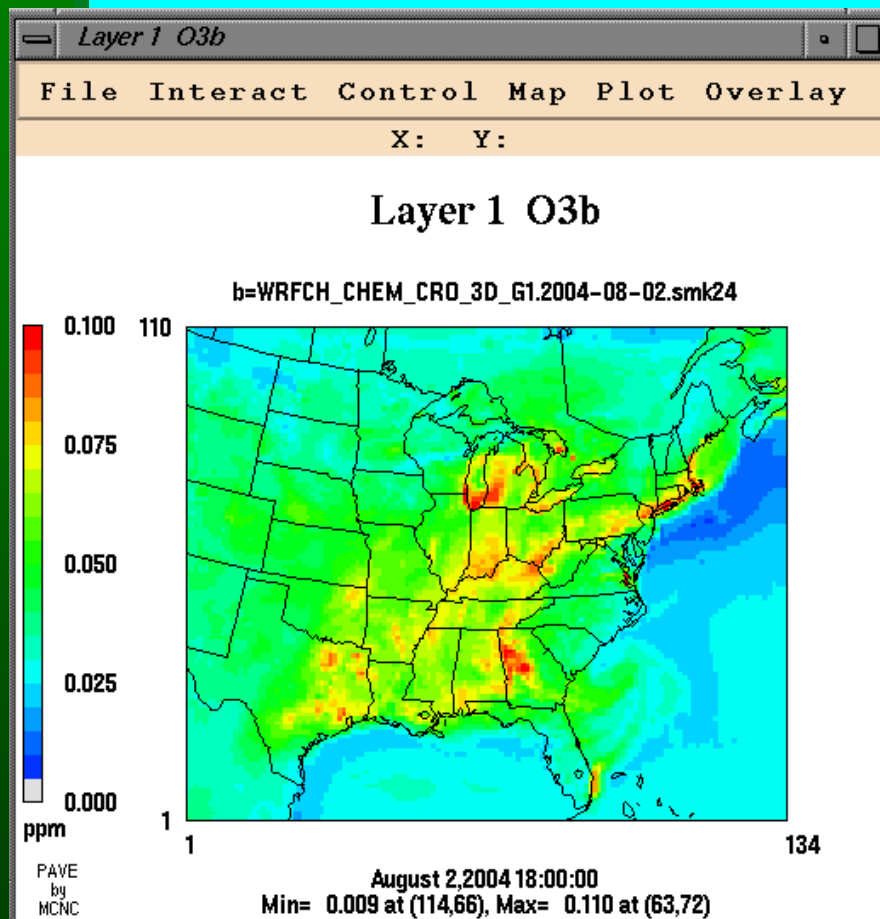 Layer 1 O3b
File Interact Control Map Plot Overlay
X: Y:
Layer 1 O3b
b=WRFCH_CHEM_CRO_3D_G1.2004-08-02.smk24
0.100
0.075
0.050
0.025
0.000
ppm
110
1
1
134
PAVE
by
MCNC
August 2,2004 18:00:00
Min= 0.009 at (114,66), Max= 0.110 at (63,72)